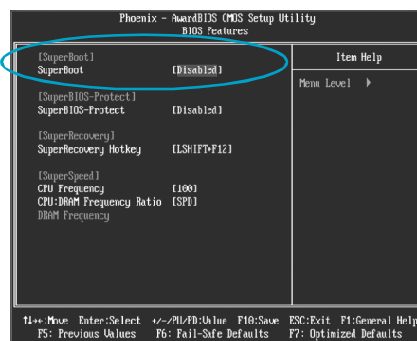 Phoenix - AwardBIOS CMOS Setup Utility
BIOS Features
[SuperBoot]
SuperBoot [Disabled]
Item Help
Menu Level
[SuperBIOS-Protect]
SuperBIOS-Protect [Disabled]
[SuperRecovery]
SuperRecovery Hotkey [LSHIFT+F12]
[SuperSpeed]
CPU Frequency [100]
CPU:DRAM Frequency Ratio [SPD]
DRAM Frequency
↑↓→←:Move Enter:Select +/-/PU/PD:Value F10:Save ESC:Exit F1:General Help
F5: Previous Values F6: Fail-Safe Defaults F7: Optimized Defaults